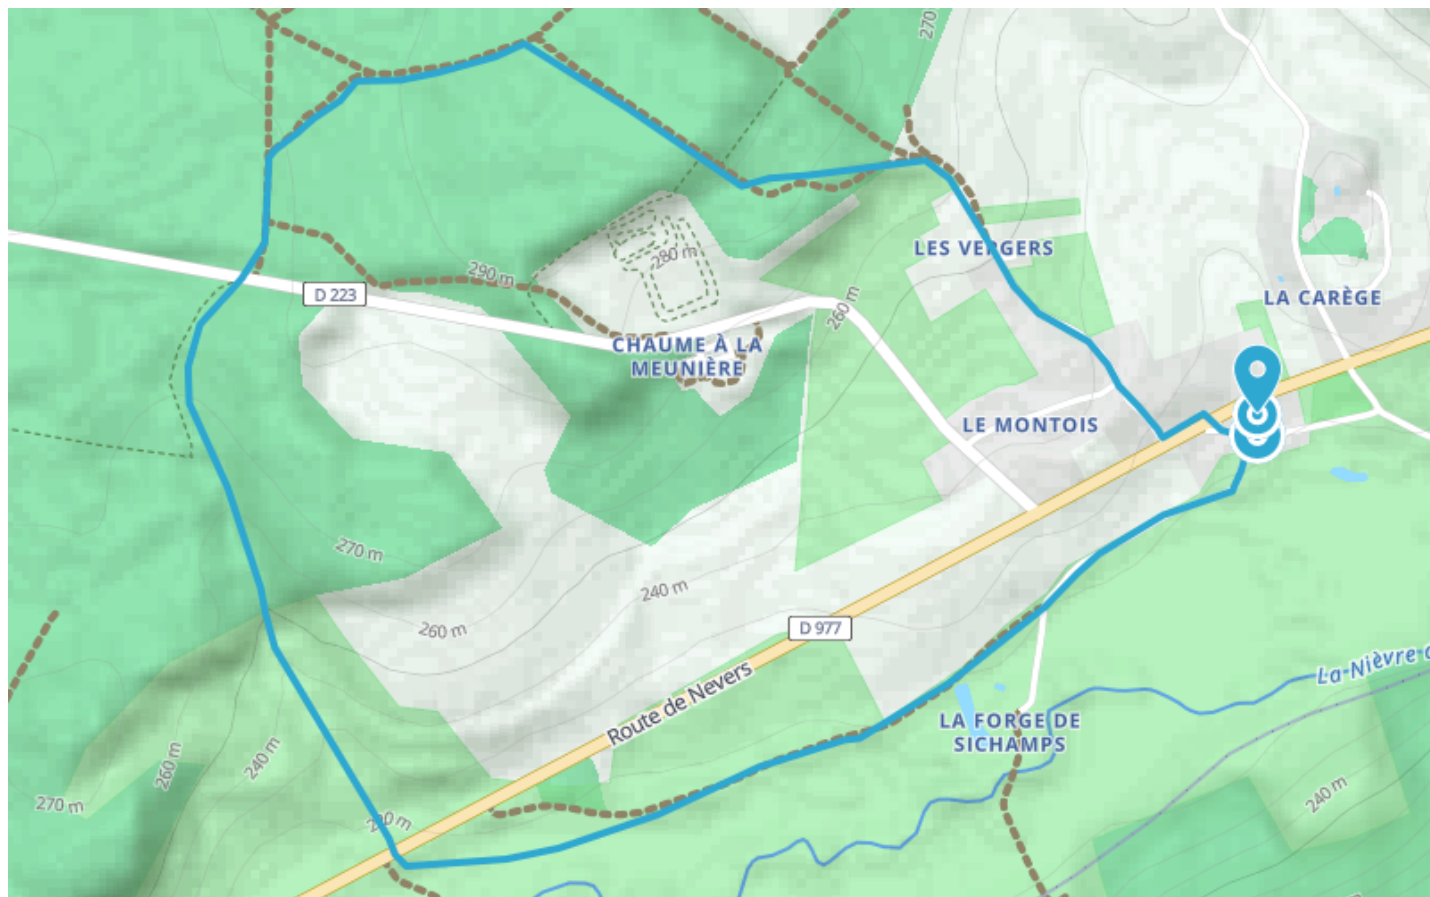 270
LES VERGERS
280 m
290 m
D 223
LA CARÈGE
260 m
CHAUME À LA
MEUNIÈRE
LE MONTOIS
270 m
240 m
260 m
D 977
La Nièvre
Route de Nevers
LA FORGE DE
SICHAMPS
260 m
240 m
240 m
270 m